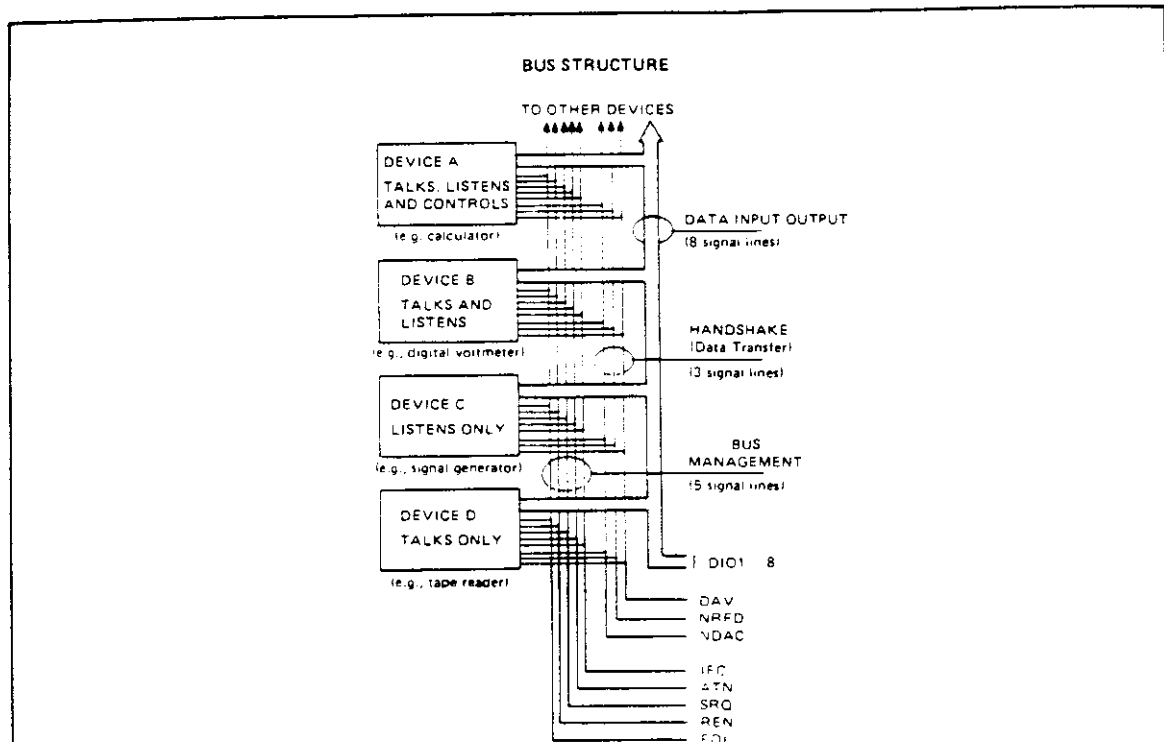 BUS STRUCTURE
TO OTHER DEVICES
DEVICE A
TALKS, LISTENS
AND CONTROLS
(e.g. calculator)
DATA INPUT OUTPUT
(8 signal lines)
DEVICE B
TALKS AND
LISTENS
(e.g., digital voltmeter)
HANDSHAKE
(Data Transfer)
(3 signal lines)
DEVICE C
LISTENS ONLY
(e.g., signal generator)
BUS
MANAGEMENT
(5 signal lines)
DEVICE D
TALKS ONLY
(e.g., tape reader)
DIO1 8
DAV
NRFD
NDAC
IFC
ATN
SRQ
REN
EOI